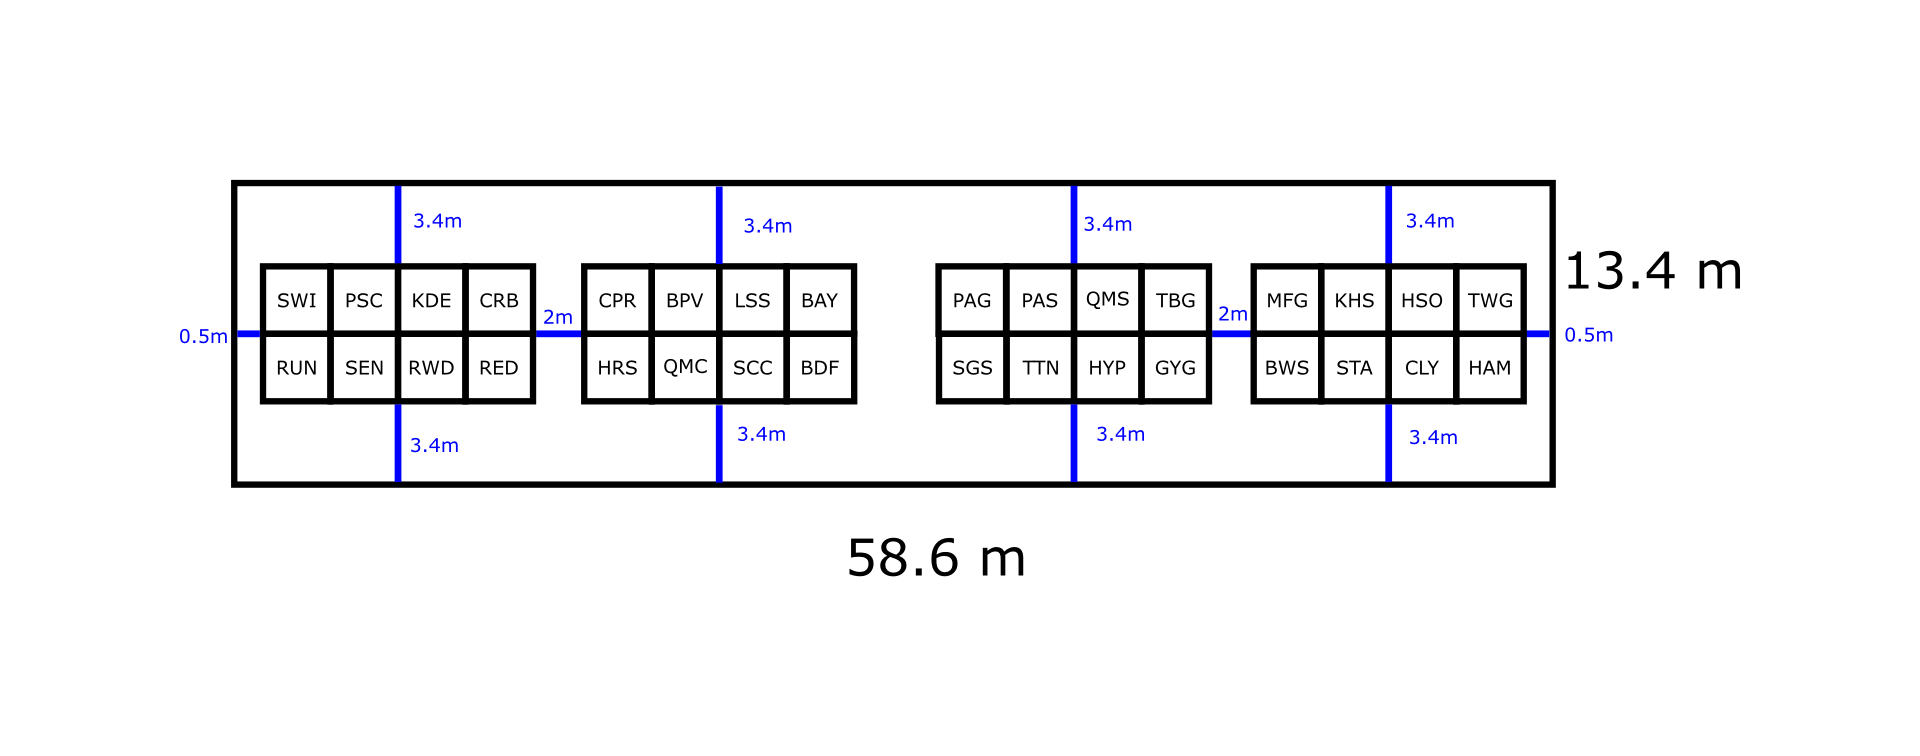 3.4m 3.4m 3.4m 3.4m
13.4 m
SWI PSC KDE CRB CPR BPV LSS BAY PAG PAS QMS TBG MFG KHS HSO TWG
0.5m 2m 2m 0.5m
RUN SEN RWD RED HRS QMC SCC BDF SGS TTN HYP GYG BWS STA CLY HAM
3.4m 3.4m 3.4m 3.4m
58.6 m